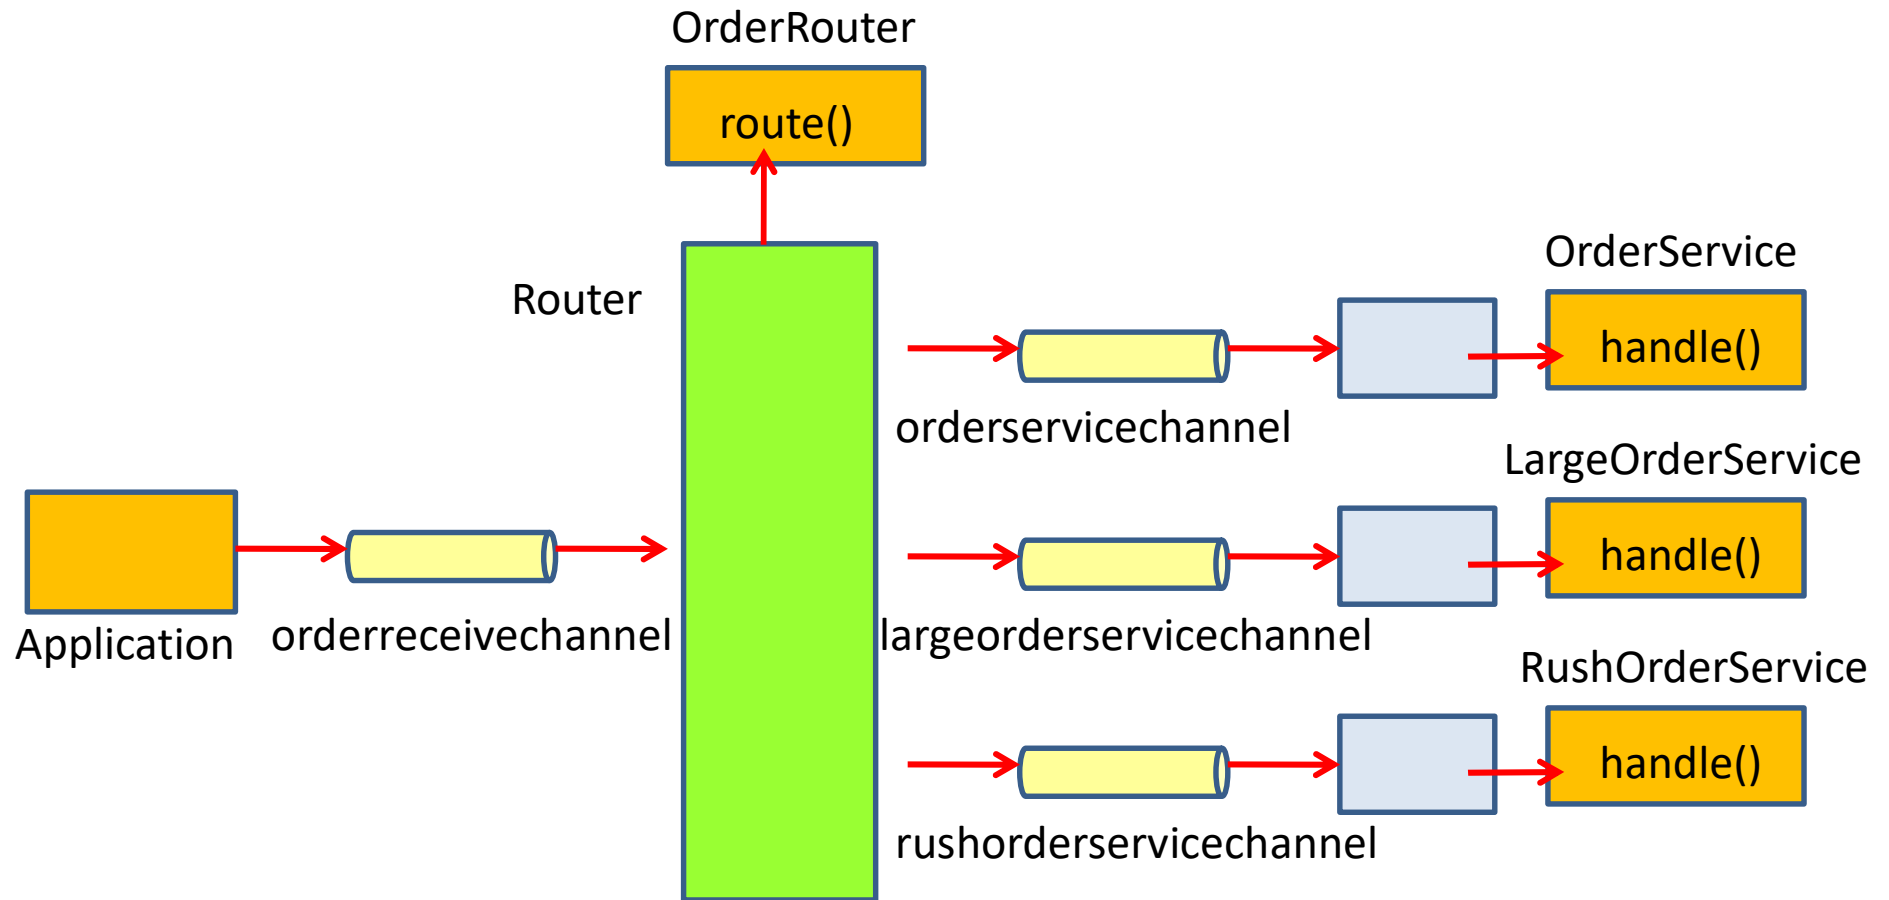 OrderRouter
route()
Router
OrderService
handle()
orderservicechannel
LargeOrderService
handle()
Application
orderreceivechannel
largeorderservicechannel
RushOrderService
handle()
rushorderservicechannel